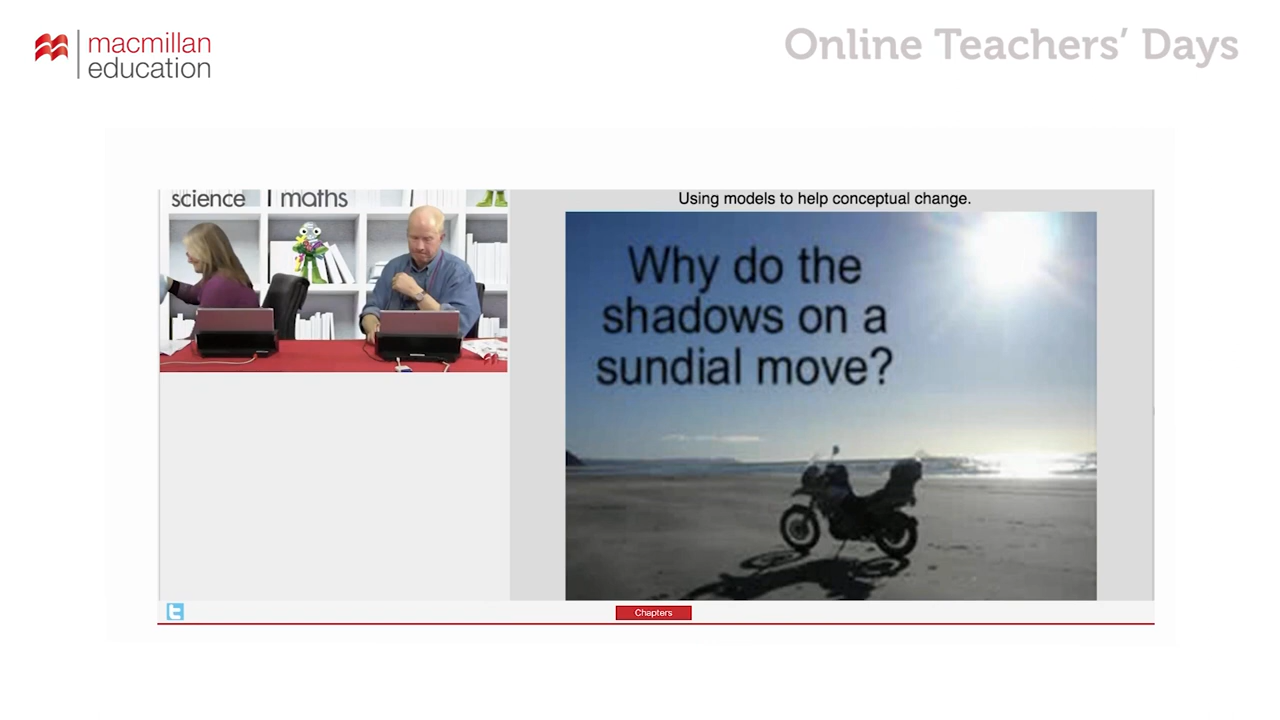 macmillan
education
Online Teachers' Days
science
maths
Using models to help conceptual change.
Why do the
shadows on a
sundial move?
Chapters